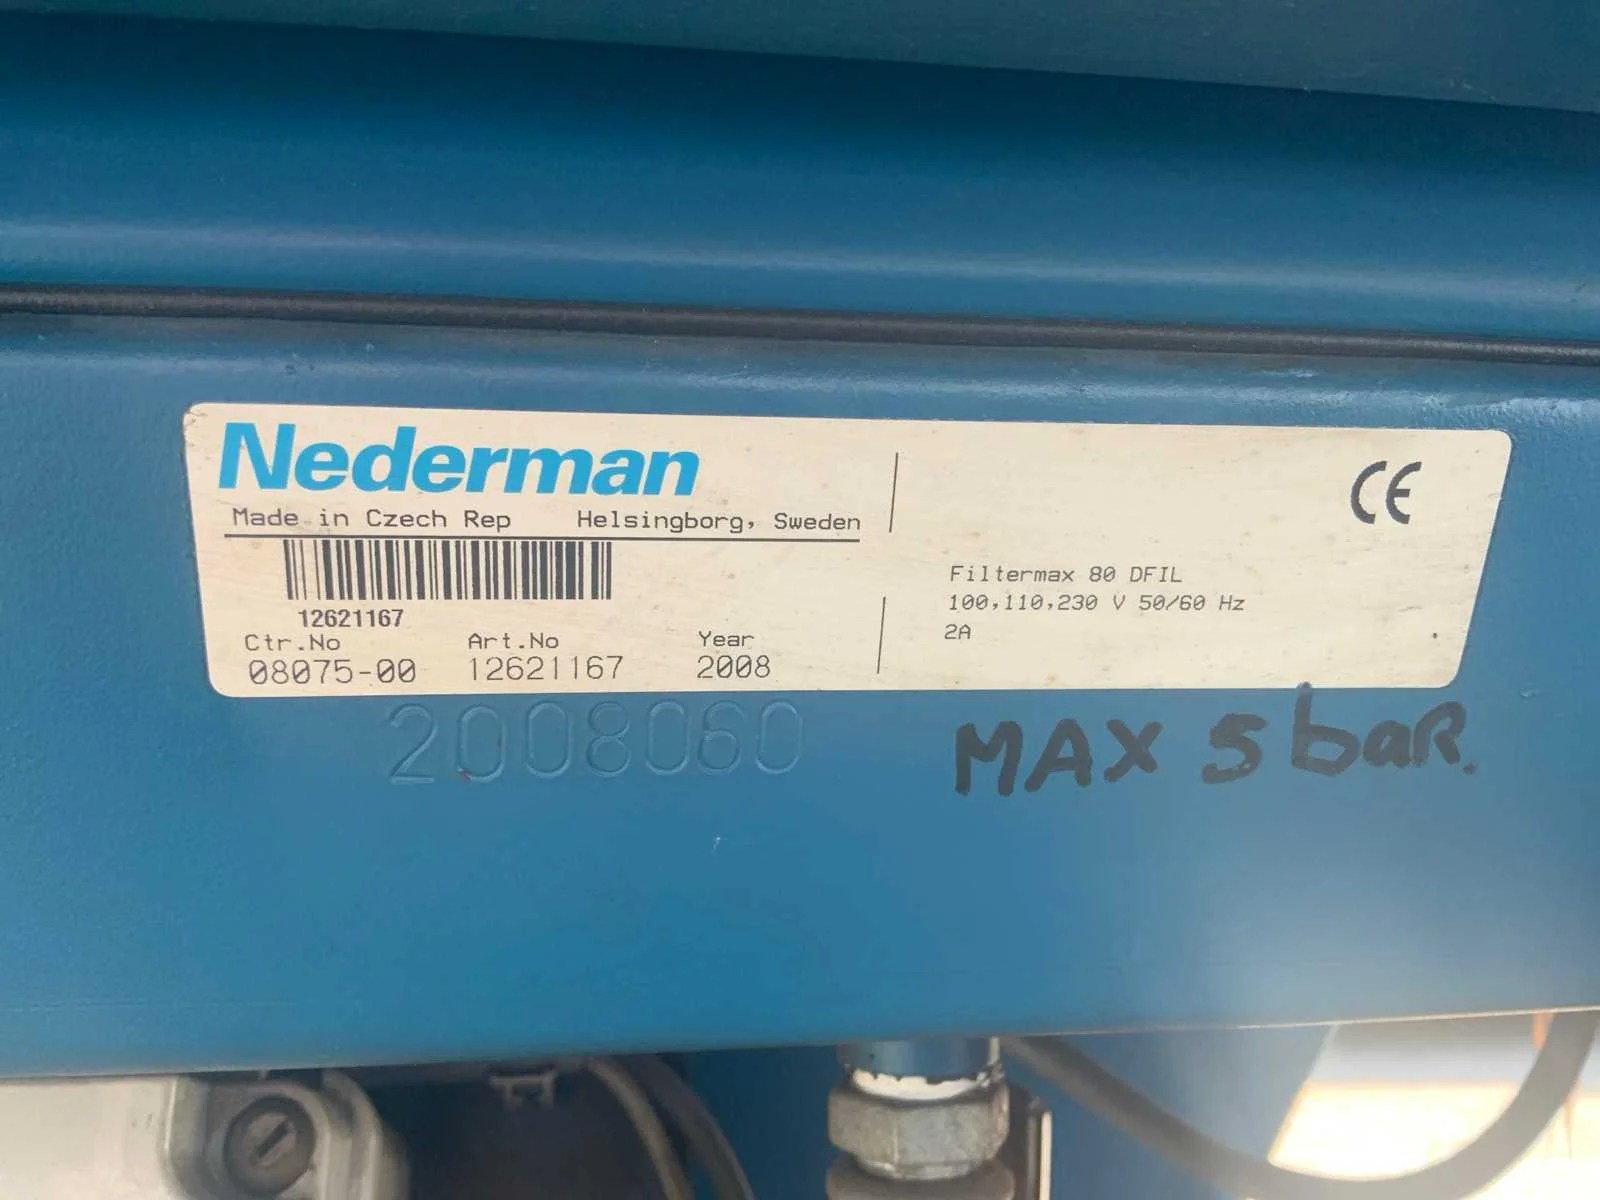 Nederman
Made in Czech Rep Helsingborg, Sweden
12621167
Ctr.No Art.No Year
08075-00 12621167 2008
CE
Filtermax 80 DFIL
100,110,230 V 50/60 Hz
2A
2008060
MAX 5 baR.